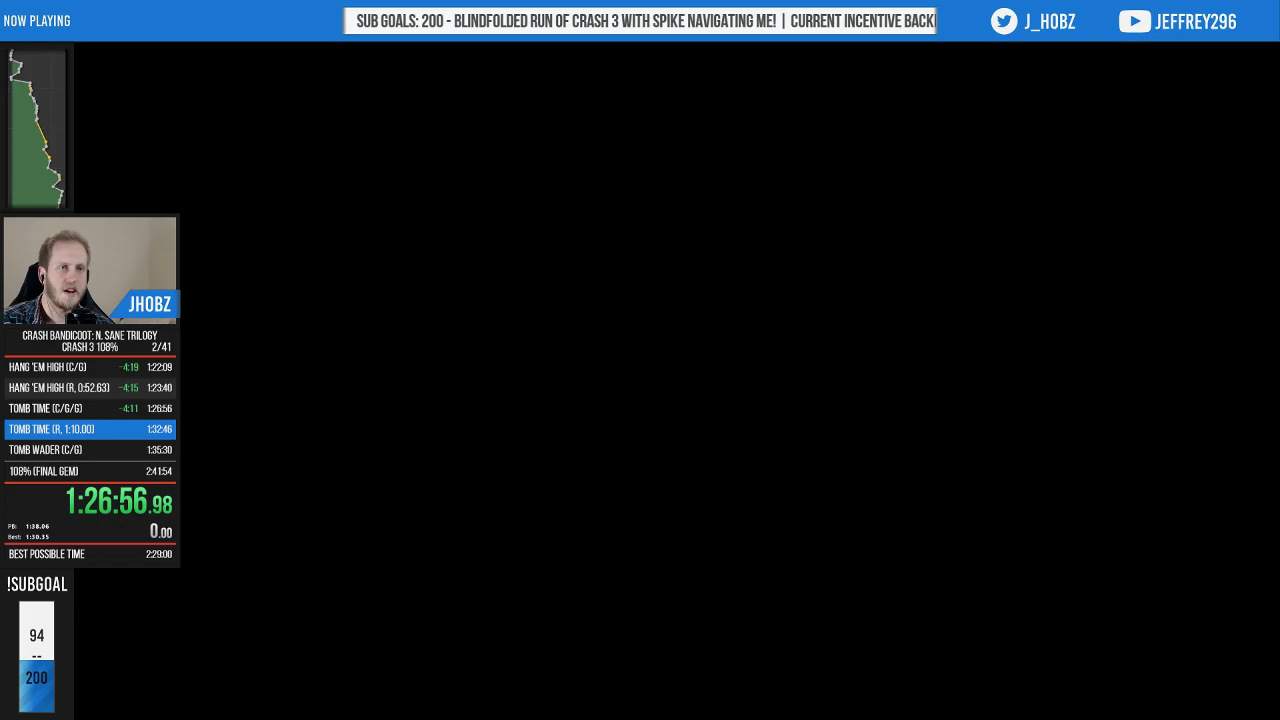 NOW PLAYING
SUB GOALS: 200 - BLINDFOLDED RUN OF CRASH 3 WITH SPIKE NAVIGATING ME! | CURRENT INCENTIVE BACK
J_HOBZ
JEFFREY296
JHOBZ
CRASH BANDICOOT: N. SANE TRILOGY
CRASH 3 108% 2/41
HANG 'EM HIGH (C/G) -4:19 1:22:09
HANG 'EM HIGH (R, 0:52.63) -4:15 1:23:40
TOMB TIME (C/G/G) -4:11 1:26:56
TOMB TIME (R, 1:10.00) 1:32:46
TOMB WADER (C/G) 1:35:30
108% (FINAL GEM) 2:41:54
1:26:56.98
PB: 1:38.06
0.00
Best: 1:30.35
BEST POSSIBLE TIME 2:29:00
!SUBGOAL
94
--
200